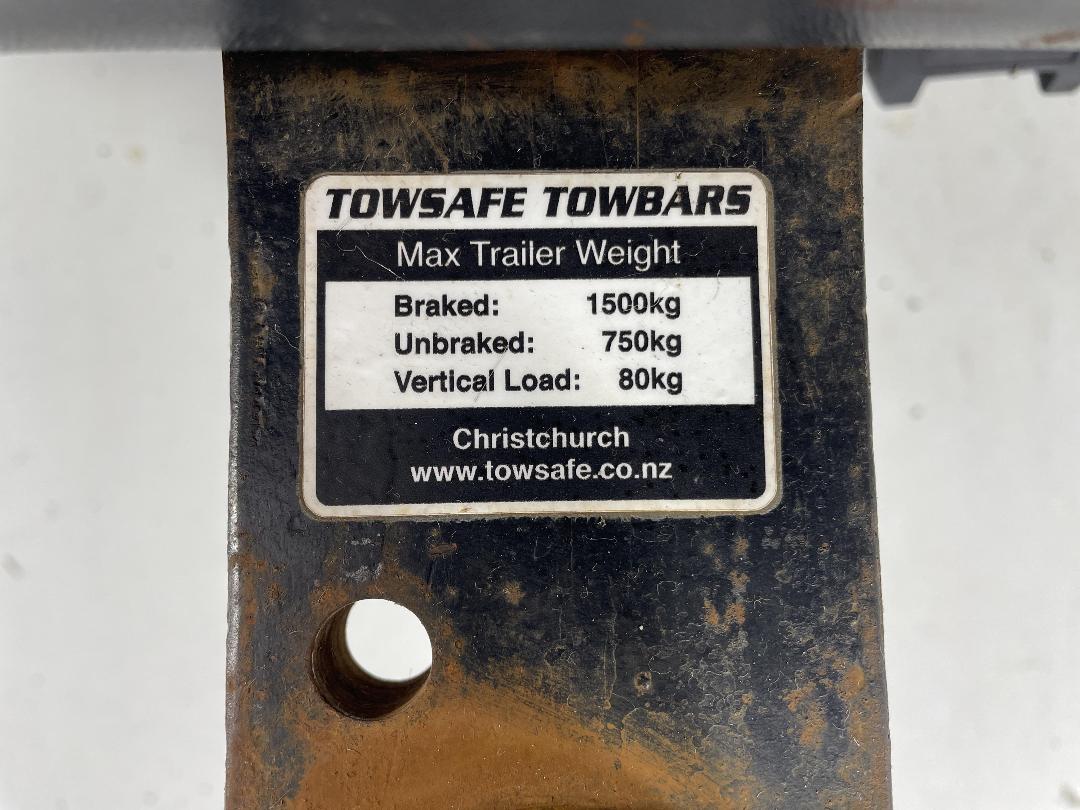 TOWSAFE TOWBARS
Max Trailer Weight
Braked: 1500kg
Unbraked: 750kg
Vertical Load: 80kg
Christchurch
www.towsafe.co.nz